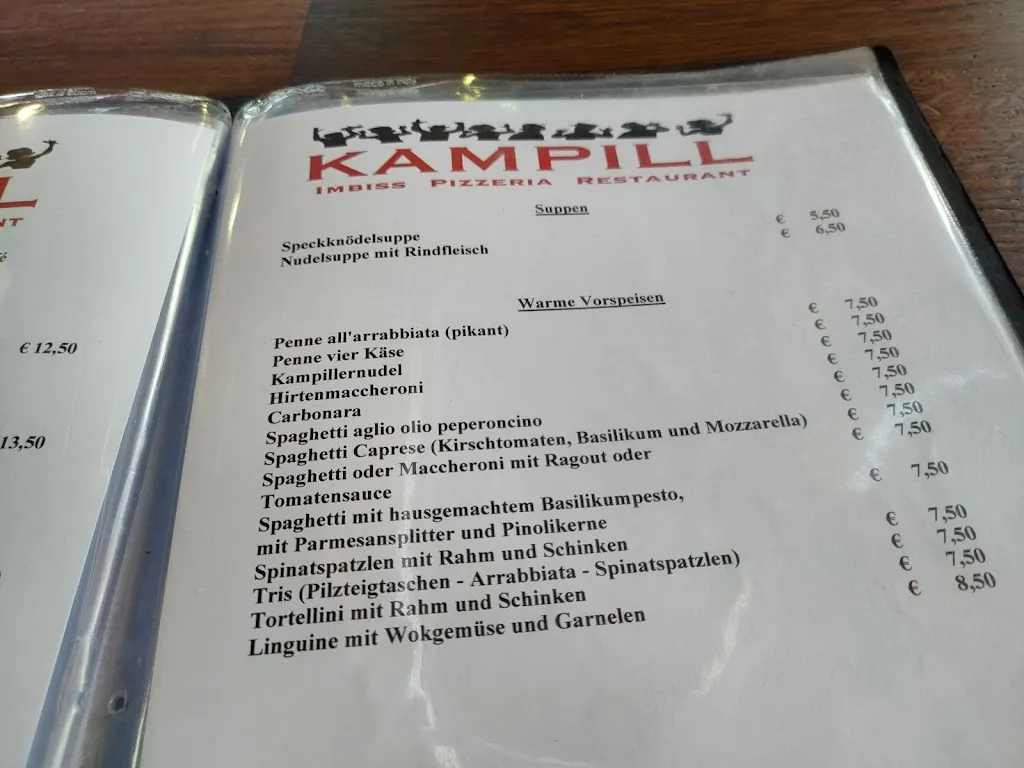 KAMPILL
IMBISS PIZZERIA RESTAURANT
Suppen
Speckknödelsuppe € 5,50
Nudelsuppe mit Rindfleisch € 6,50
Warme Vorspeisen
Penne all'arrabbiata (pikant) € 7,50
Penne vier Käse € 7,50
Kampillernudel € 7,50
Hirtenmaccheroni € 7,50
Carbonara € 7,50
Spaghetti aglio olio peperoncino € 7,50
Spaghetti Caprese (Kirschtomaten, Basilikum und Mozzarella) € 7,50
Spaghetti oder Maccheroni mit Ragout oder € 7,50
Tomatensauce
Spaghetti mit hausgemachtem Basilikumpesto, € 7,50
mit Parmesansplitter und Pinolikerne
Spinatspatzlen mit Rahm und Schinken € 7,50
Tris (Pilzteigtaschen - Arrabbiata - Spinatspatzlen) € 7,50
Tortellini mit Rahm und Schinken € 7,50
Linguine mit Wokgemüse und Garnelen € 8,50
L
NT
€ 12,50
13,50